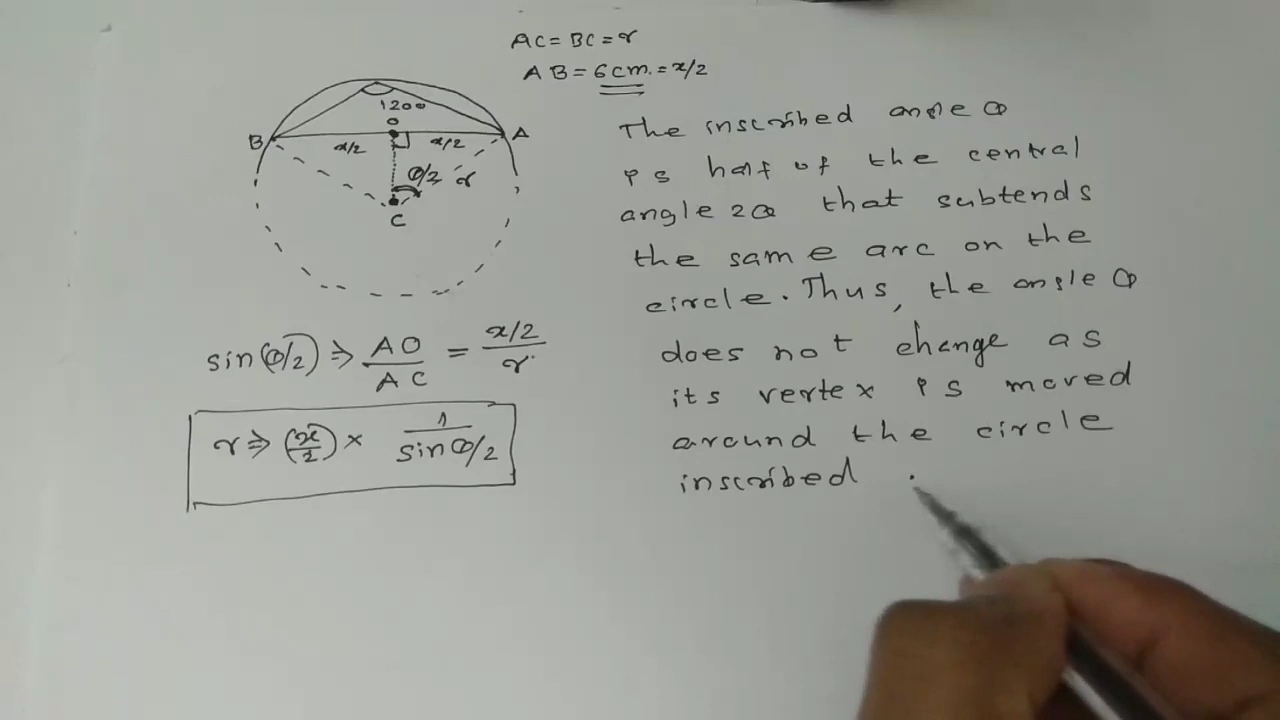 AC = BC = r
AB = 6cm. = x/2
120°
O
B
A
x/2
x/2
θ/2
r
C
The inscribed angle θ
is half of the central
angle 2θ that subtends
the same arc on the
circle. Thus, the angle θ
does not change as
its vertex is moved
around the circle
inscribed .
sin(θ/2) ⇒ AO/AC = x/2/r
r ⇒ (x/2) × 1/sin θ/2